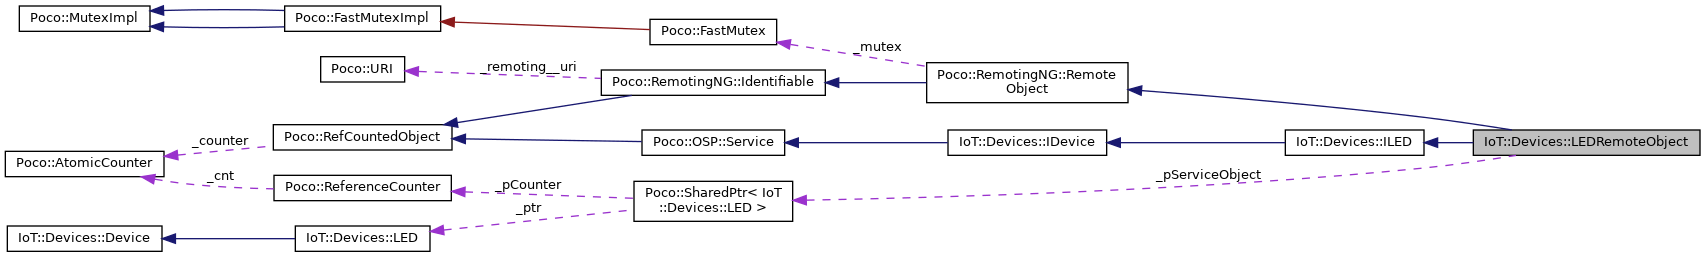 Poco::MutexImpl
Poco::FastMutexImpl
Poco::FastMutex
_mutex
Poco::URI
_remoting__uri
Poco::RemotingNG::Identifiable
Poco::RemotingNG::Remote
Object
Poco::RefCountedObject
_counter
Poco::AtomicCounter
Poco::OSP::Service
IoT::Devices::IDevice
IoT::Devices::ILED
IoT::Devices::LEDRemoteObject
_cnt
Poco::ReferenceCounter
_pCounter
Poco::SharedPtr< IoT
::Devices::LED >
_pServiceObject
_ptr
IoT::Devices::Device
IoT::Devices::LED